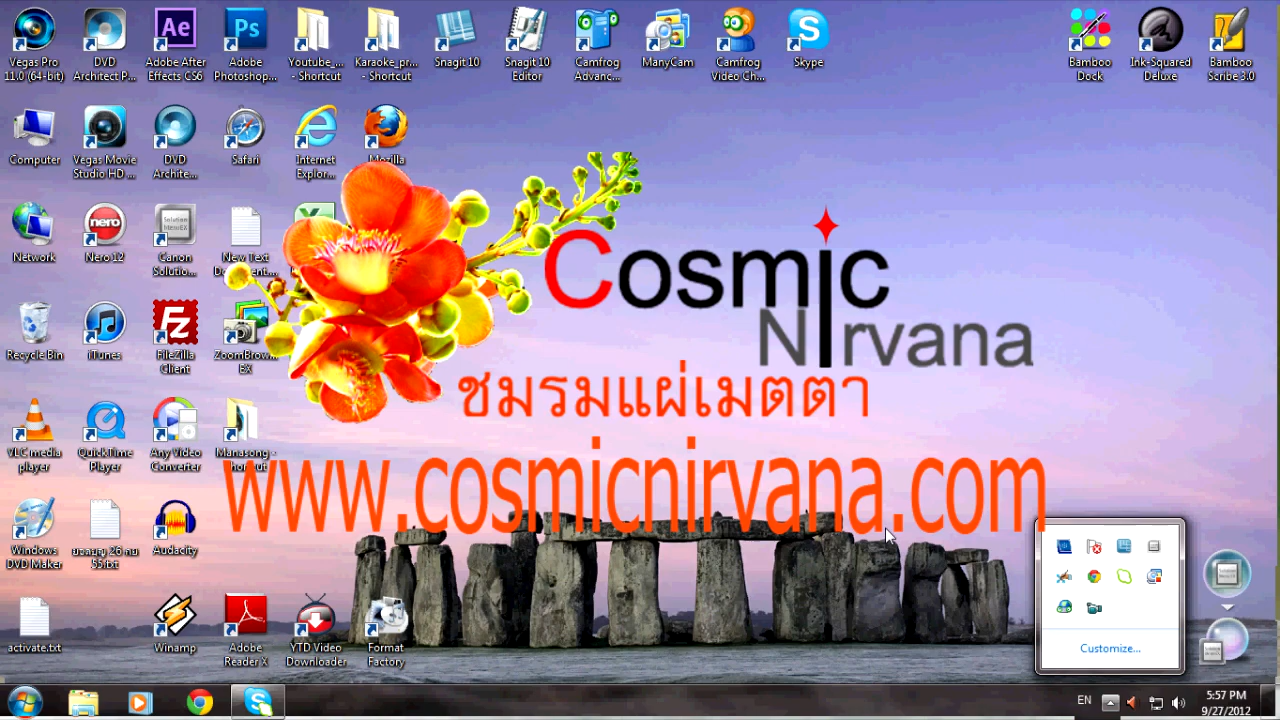 Vegas Pro 11.0 (64-bit)
DVD Architect P...
Adobe After Effects CS6
Adobe Photoshop...
Youtube_... - Shortcut
Karaoke_pr... - Shortcut
Snagit 10
Snagit 10 Editor
Camfrog Advanc...
ManyCam
Camfrog Video Ch...
Skype
Bamboo Dock
Ink-Squared Deluxe
Bamboo Scribe 3.0
Computer
Vegas Movie Studio HD ...
DVD Archite...
Safari
Internet Explor...
Mozilla
Network
Nero 12
Canon Solutio...
New Text
Recycle Bin
iTunes
FileZilla Client
ZoomBrow... EX
Cosmic
Nirvana
ชมรมแผ่เมตตา
VLC media player
QuickTime Player
Any Video Converter
Manasong -
www.cosmicnirvana.com
Windows DVD Maker
Audacity
activate.txt
Winamp
Adobe Reader X
YTD Video Downloader
Format Factory
Customize...
EN
5:57 PM
9/27/2012